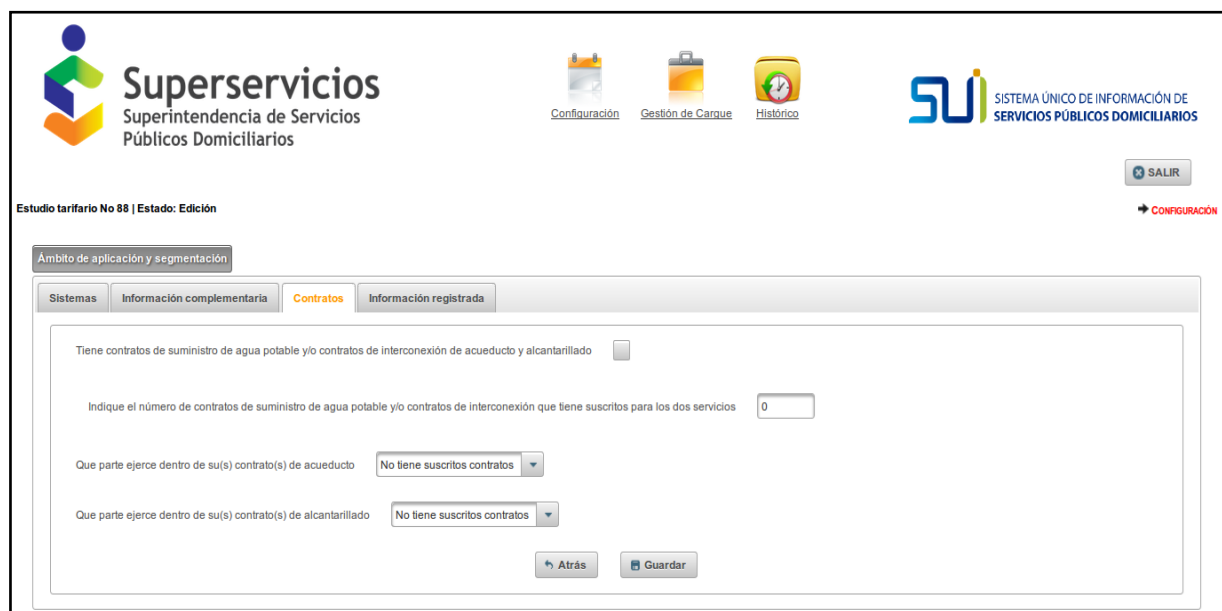 Superservicios
Superintendencia de Servicios
Públicos Domiciliarios
Configuración
Gestión de Cargue
Histórico
SUI
SISTEMA ÚNICO DE INFORMACIÓN DE
SERVICIOS PÚBLICOS DOMICILIARIOS
SALIR
Estudio tarifario No 88 | Estado: Edición
CONFIGURACIÓN
Ámbito de aplicación y segmentación
Sistemas
Información complementaria
Contratos
Información registrada
Tiene contratos de suministro de agua potable y/o contratos de interconexión de acueducto y alcantarillado
Indique el número de contratos de suministro de agua potable y/o contratos de interconexión que tiene suscritos para los dos servicios
0
Que parte ejerce dentro de su(s) contrato(s) de acueducto
No tiene suscritos contratos
Que parte ejerce dentro de su(s) contrato(s) de alcantarillado
No tiene suscritos contratos
Atrás
Guardar